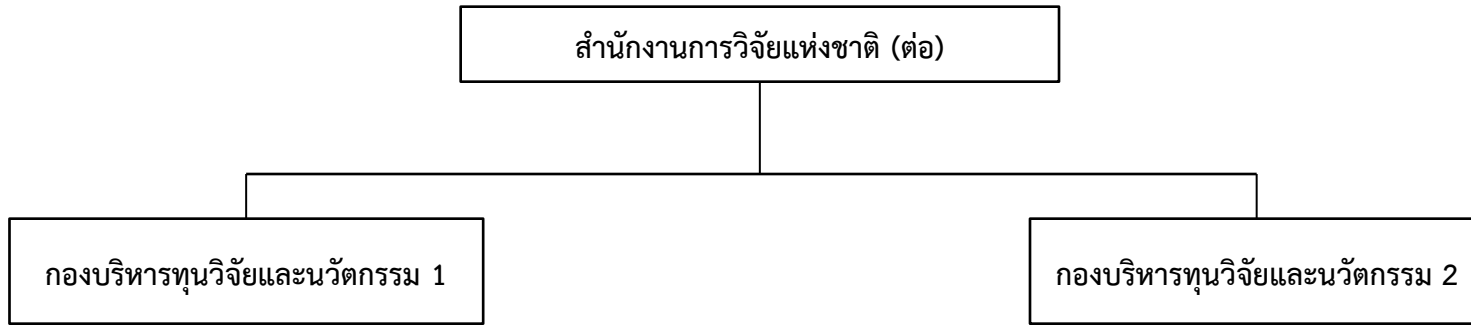 สำนักงานการวิจัยแห่งชาติ (ต่อ)
กองบริหารทุนวิจัยและนวัตกรรม 1
กองบริหารทุนวิจัยและนวัตกรรม 2